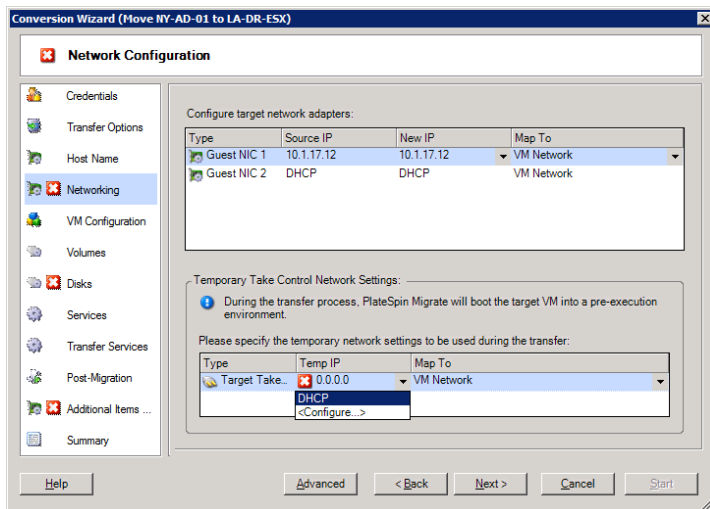 Conversion Wizard (Move NY-AD-01 to LA-DR-ESX)
Network Configuration
Credentials
Transfer Options
Host Name
Networking
VM Configuration
Volumes
Disks
Services
Transfer Services
Post-Migration
Additional Items ...
Summary
Configure target network adapters:
Type Source IP New IP Map To
Guest NIC 1 10.1.17.12 10.1.17.12 VM Network
Guest NIC 2 DHCP DHCP VM Network
Temporary Take Control Network Settings:
During the transfer process, PlateSpin Migrate will boot the target VM into a pre-execution
environment.
Please specify the temporary network settings to be used during the transfer:
Type Temp IP Map To
Target Take... 0.0.0.0 VM Network
DHCP
<Configure...>
Help Advanced < Back Next > Cancel Start